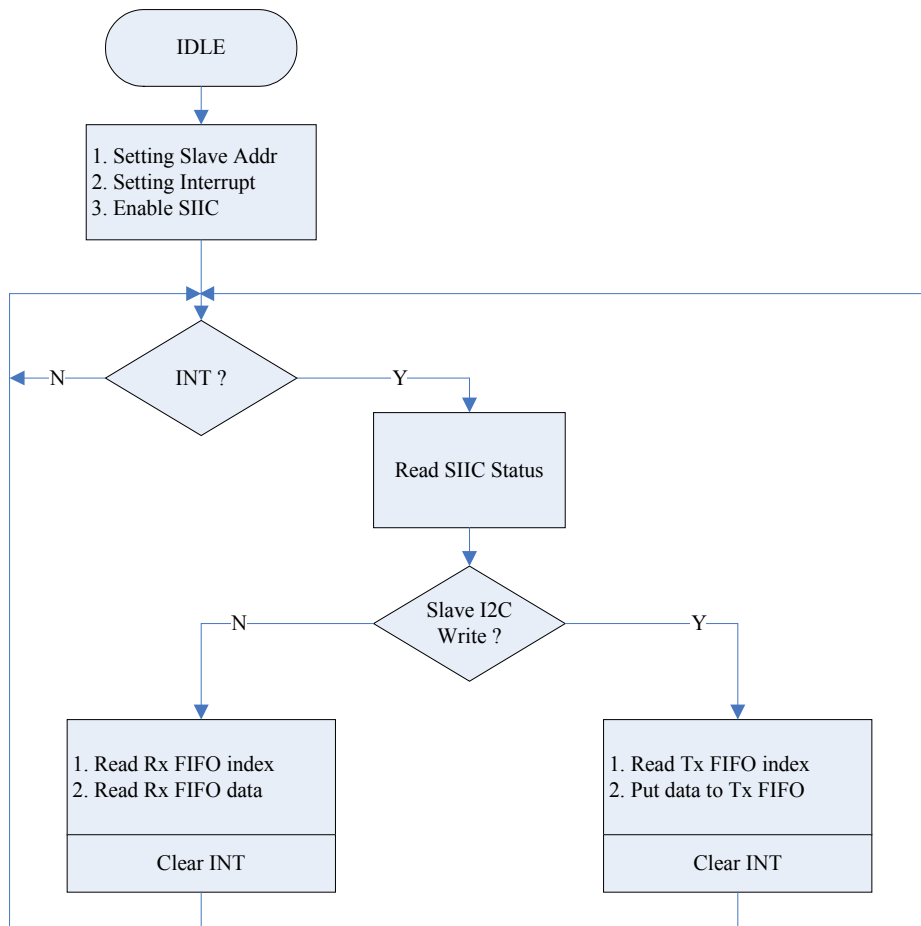 IDLE
1. Setting Slave Addr
2. Setting Interrupt
3. Enable SIIC
N
INT ?
Y
Read SIIC Status
N
Slave I2C
Write ?
Y
1. Read Rx FIFO index
2. Read Rx FIFO data
Clear INT
1. Read Tx FIFO index
2. Put data to Tx FIFO
Clear INT